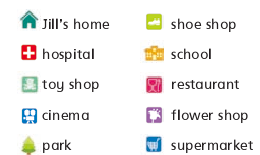 Jill's home
shoe shop
hospital
school
toy shop
restaurant
cinema
flower shop
park
supermarket